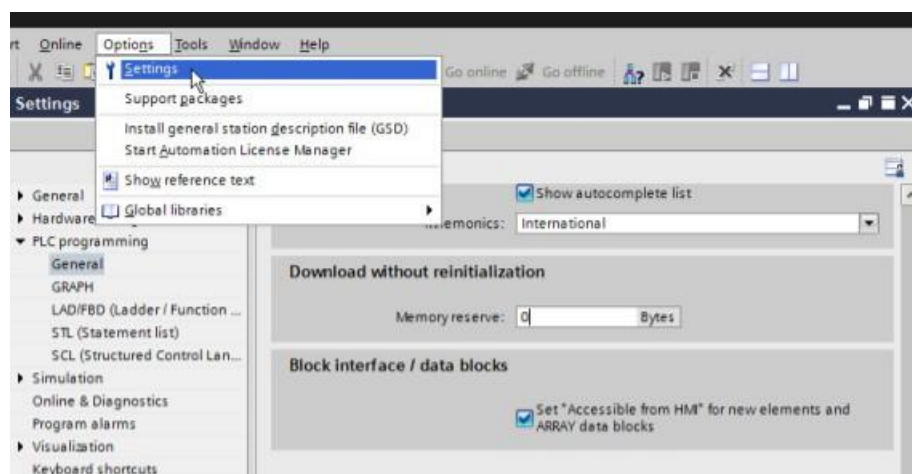 rt Online Options Tools Window Help
Settings Go online Go offline
Settings
Support packages
Install general station description file (GSD)
Start Automation License Manager
Show reference text
Global libraries
General
Hardware
Show autocomplete list
emonics: International
PLC programming
General
GRAPH
LAD/FBD (Ladder / Function ...
STL (Statement list)
SCL (Structured Control Lan...
Simulation
Online & Diagnostics
Program alarms
Visualization
Keyboard shortcuts
Download without reinitialization
Memory reserve: 0 Bytes
Block interface / data blocks
Set "Accessible from HMI" for new elements and
ARRAY data blocks